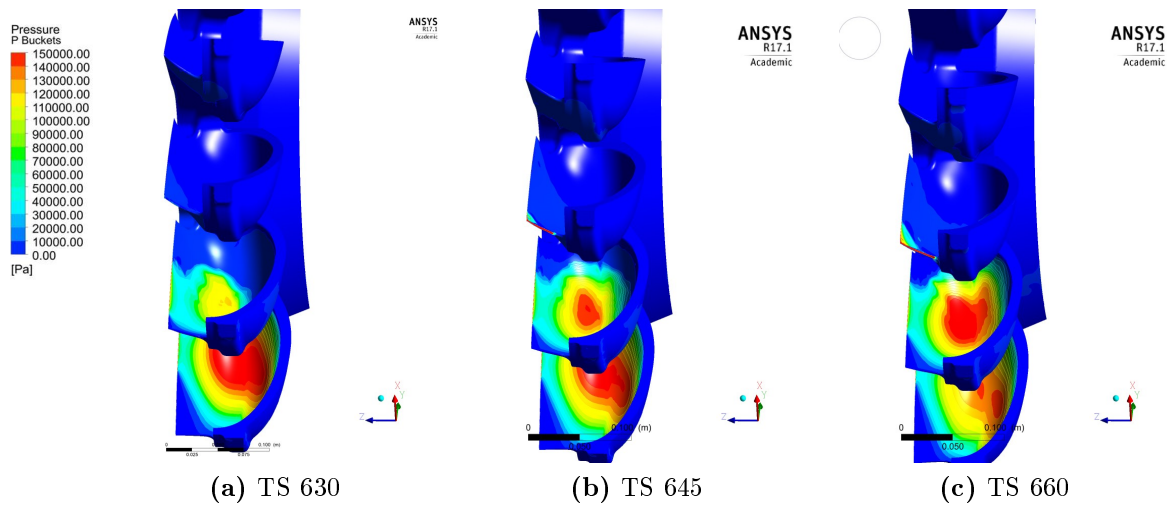 Pressure
P Buckets
150000.00
140000.00
130000.00
120000.00
110000.00
100000.00
90000.00
80000.00
70000.00
60000.00
50000.00
40000.00
30000.00
20000.00
10000.00
0.00
[Pa]
ANSYS
R17.1
Academic
ANSYS
R17.1
Academic
ANSYS
R17.1
Academic
X
Y
Z
X
Y
Z
X
Y
Z
0.100 (m)
0.025
0.075
0
0.100 (m)
0
0.100 (m)
0.050
(a) TS 630
(b) TS 645
(c) TS 660